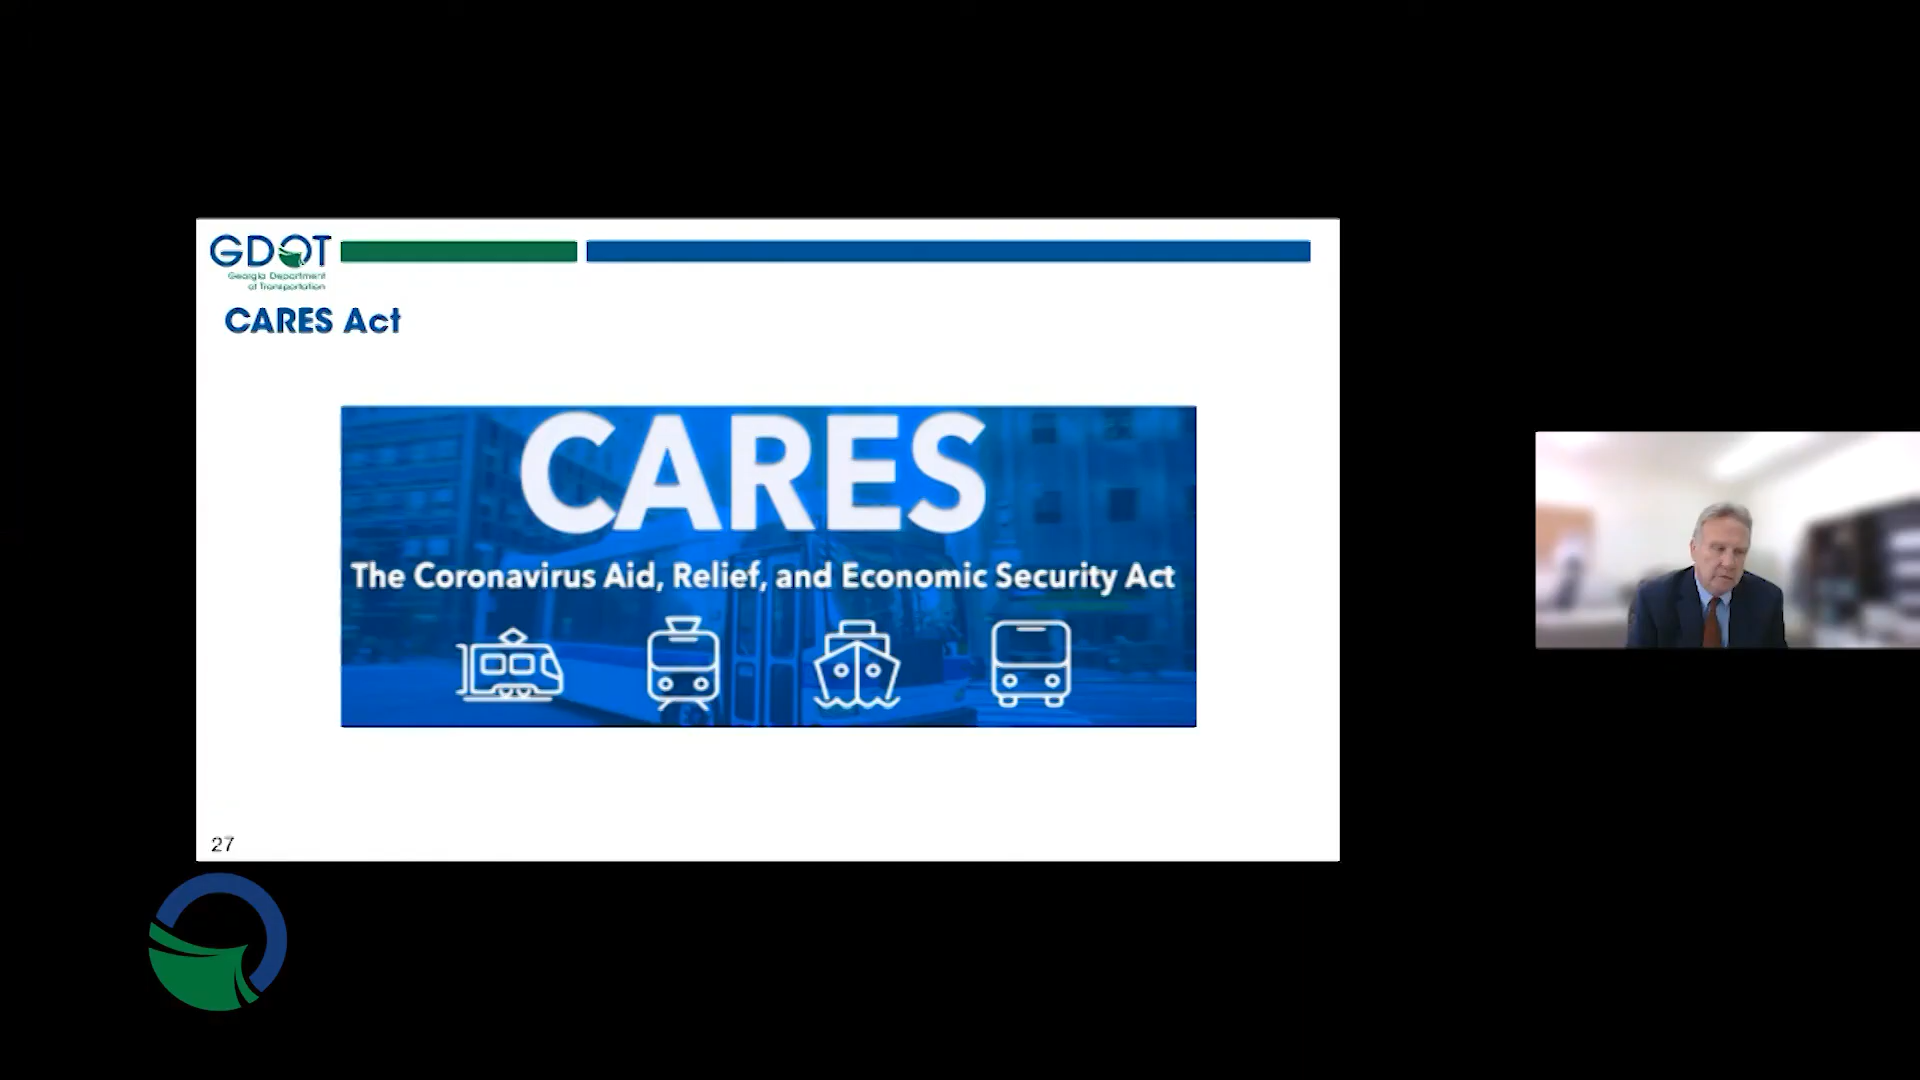 GDOT
Georgia Department
of Transportation
CARES Act
CARES
The Coronavirus Aid, Relief, and Economic Security Act
27